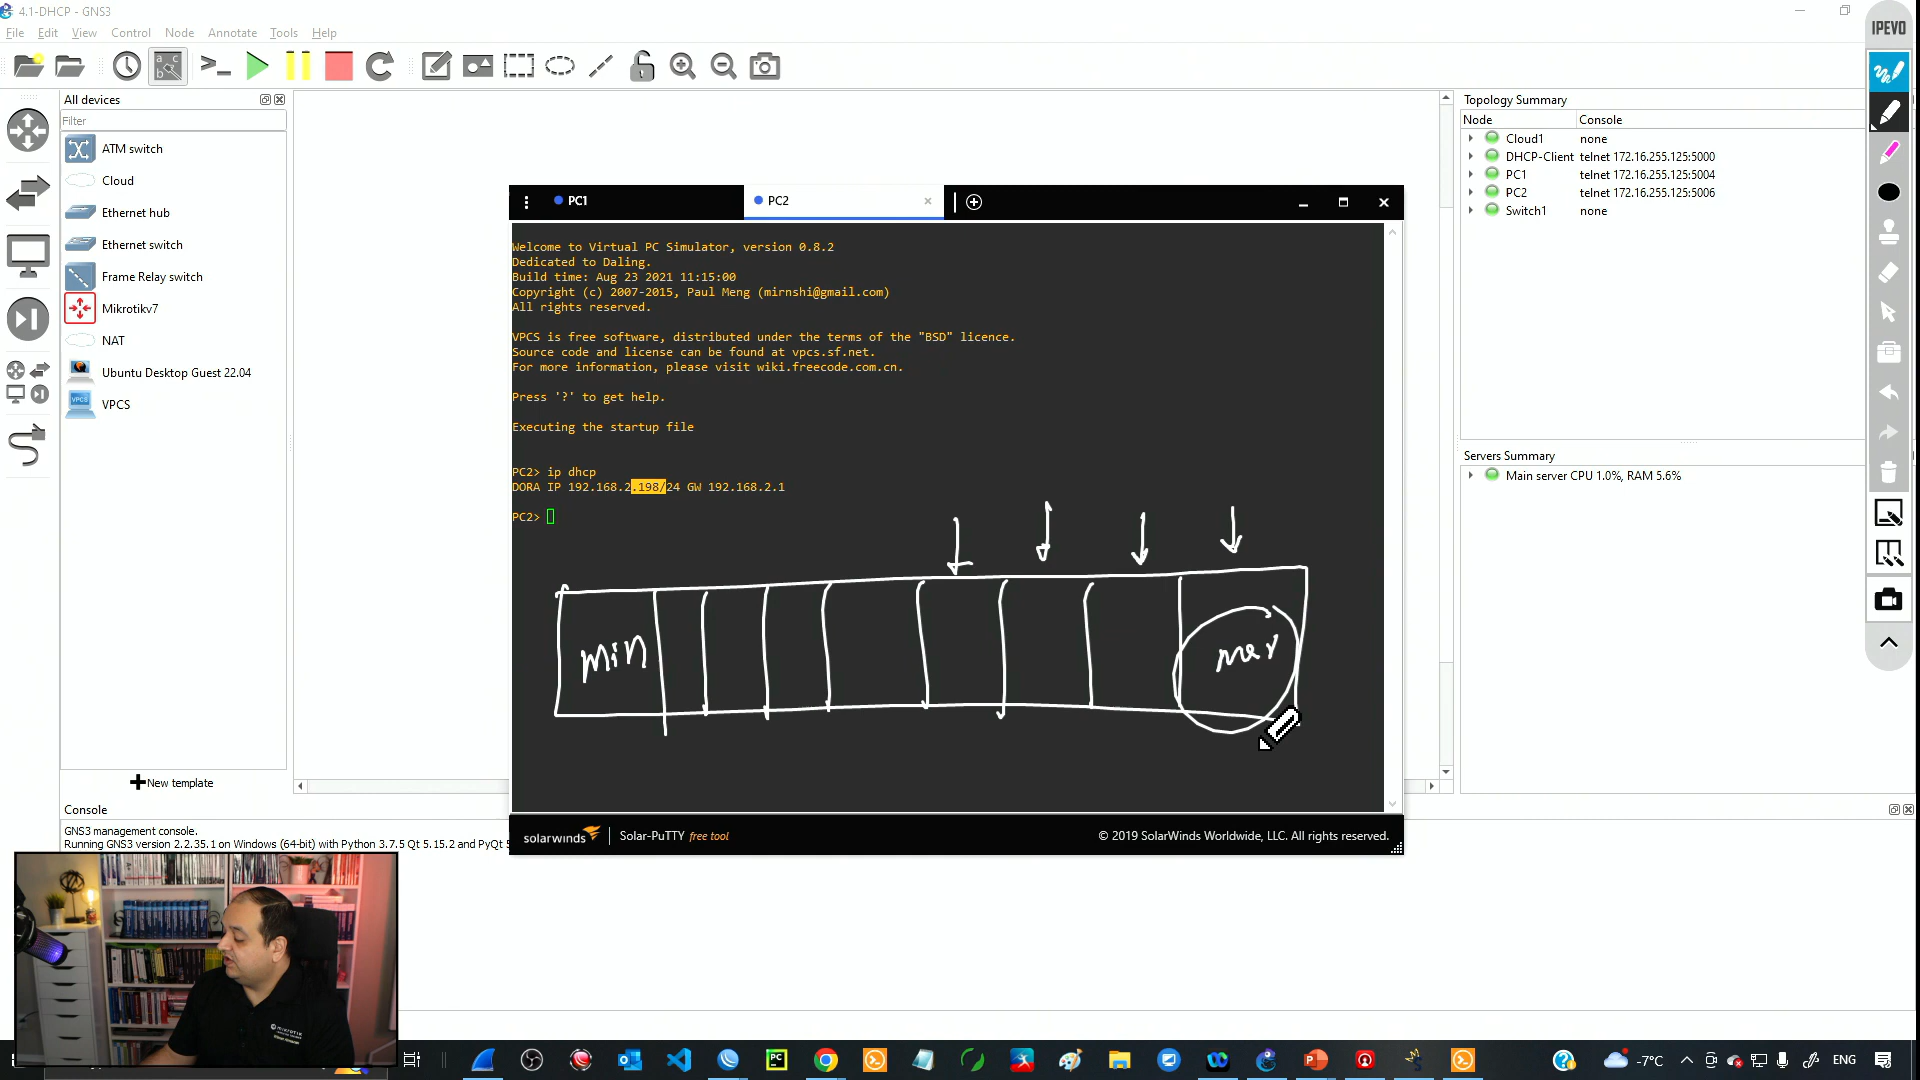 4.1-DHCP - GNS3
File Edit View Control Node Annotate Tools Help
IPEVO
All devices
Filter
ATM switch
Cloud
Ethernet hub
Ethernet switch
Frame Relay switch
Mikrotikv7
NAT
Ubuntu Desktop Guest 22.04
VPCS
New template
PC1
PC2
Welcome to Virtual PC Simulator, version 0.8.2
Dedicated to Daling.
Build time: Aug 23 2021 11:15:00
Copyright (c) 2007-2015, Paul Meng (mirnshi@gmail.com)
All rights reserved.
VPCS is free software, distributed under the terms of the "BSD" licence.
Source code and license can be found at vpcs.sf.net.
For more information, please visit wiki.freecode.com.cn.
Press '?' to get help.
Executing the startup file
PC2> ip dhcp
DORA IP 192.168.2.198/24 GW 192.168.2.1
PC2>
min
max
solarwinds Solar-PuTTY free tool
© 2019 SolarWinds Worldwide, LLC. All rights reserved.
Topology Summary
Node Console
Cloud1 none
DHCP-Client telnet 172.16.255.125:5000
PC1 telnet 172.16.255.125:5004
PC2 telnet 172.16.255.125:5006
Switch1 none
Servers Summary
Main server CPU 1.0%, RAM 5.6%
Console
GNS3 management console.
Running GNS3 version 2.2.35.1 on Windows (64-bit) with Python 3.7.5 Qt 5.15.2 and PyQt 5
-7°C
ENG